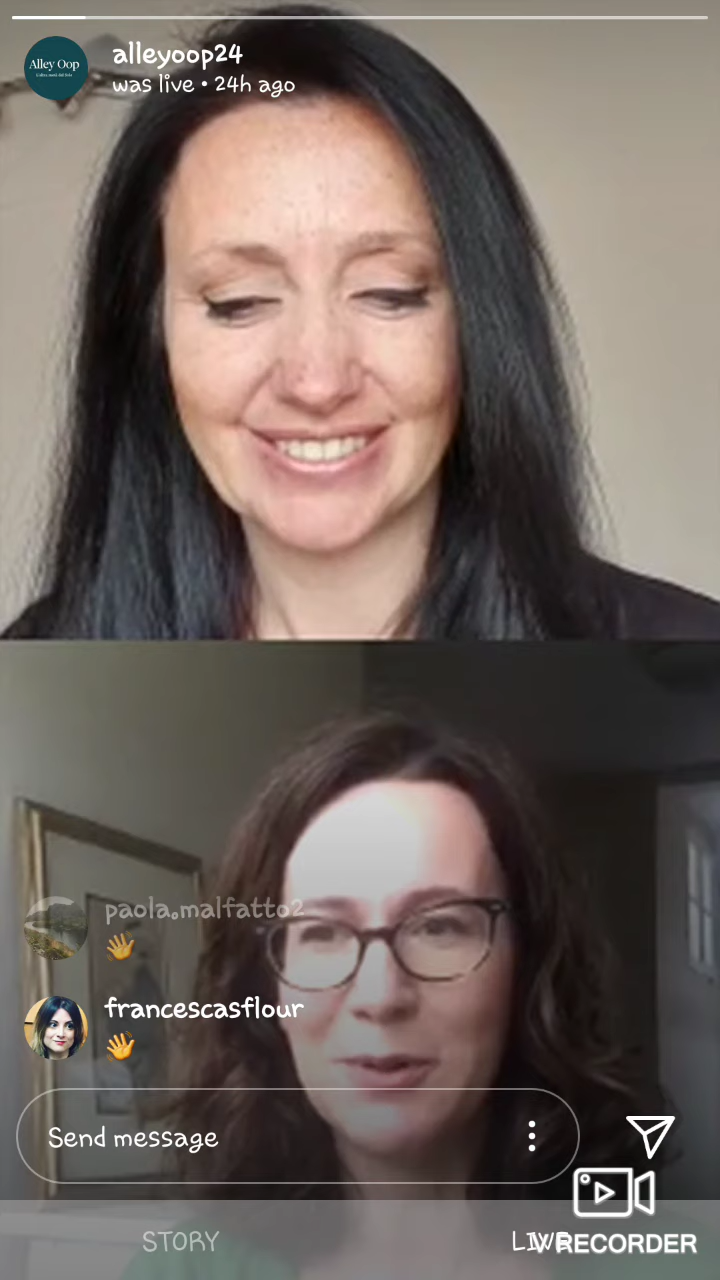 Alley Oop
alleyoop24
was live • 24h ago
paola.malfatto2
👋
francescasflour
👋
Send message
STORY
LIVE
V RECORDER